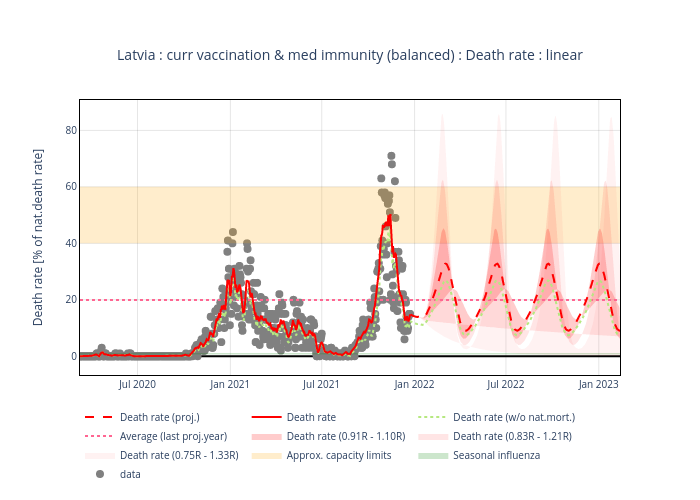 Latvia : curr vaccination & med immunity (balanced) : Death rate : linear
Death rate [% of nat.death rate]
80
60
40
20
0
Jul 2020 Jan 2021 Jul 2021 Jan 2022 Jul 2022 Jan 2023
Death rate (proj.) Death rate Death rate (w/o nat.mort.)
Average (last proj.year) Death rate (0.91R - 1.10R) Death rate (0.83R - 1.21R)
Death rate (0.75R - 1.33R) Approx. capacity limits Seasonal influenza
data